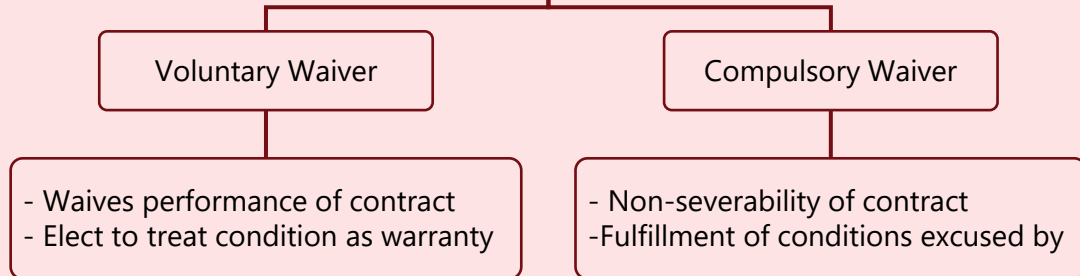 Voluntary Waiver
Compulsory Waiver
- Waives performance of contract
- Elect to treat condition as warranty
- Non-severability of contract
-Fulfillment of conditions excused by